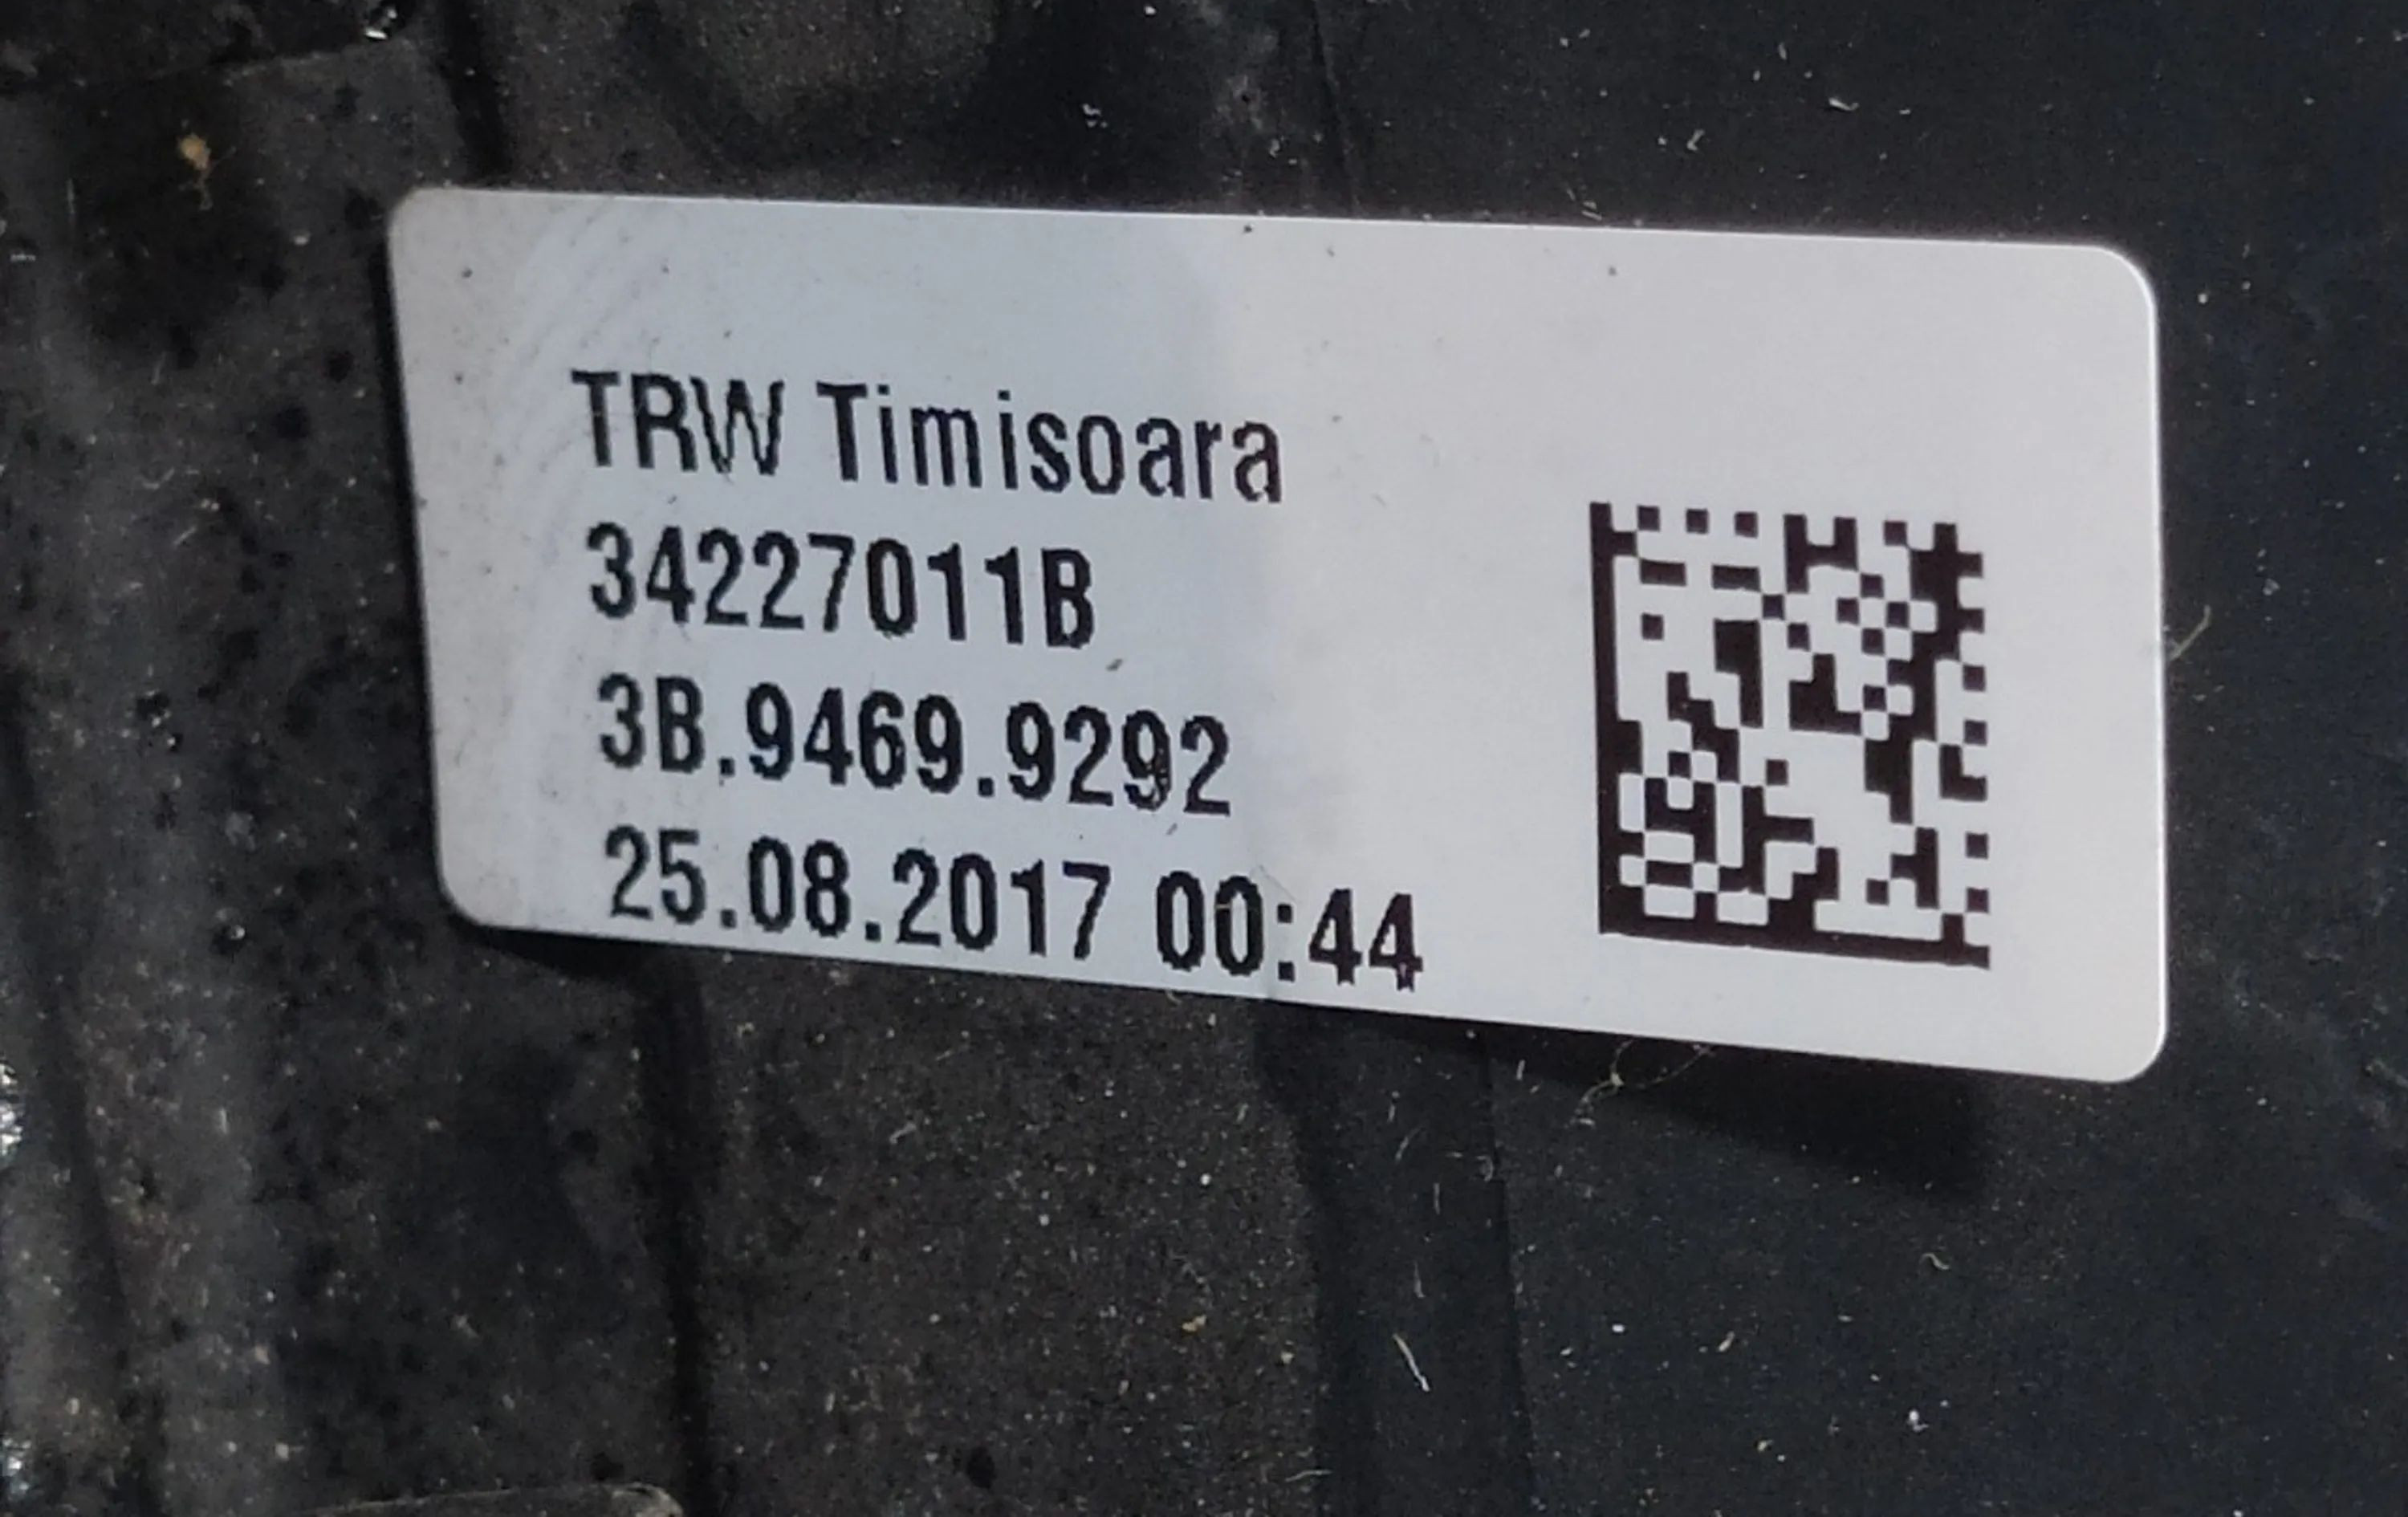 TRW Timisoara
34227011B
3B.9469.9292
25.08.2017 00:44